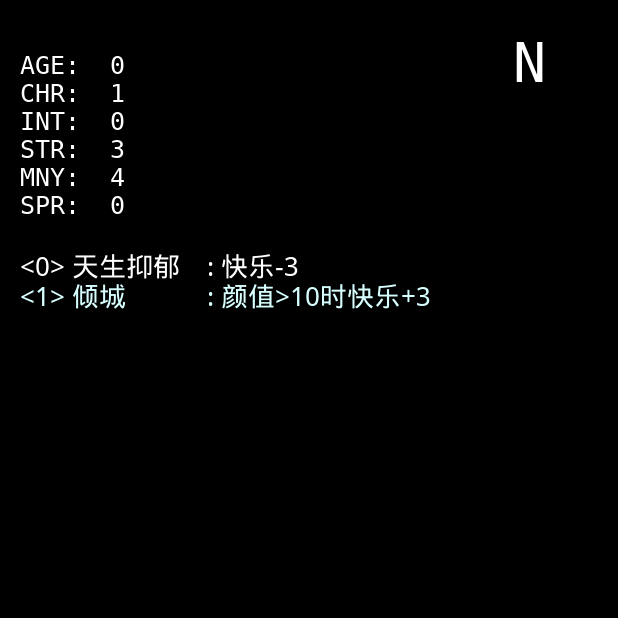 N
AGE: 0
CHR: 1
INT: 0
STR: 3
MNY: 4
SPR: 0
<0> 天生抑郁 : 快乐-3
<1> 倾城 : 颜值>10时快乐+3